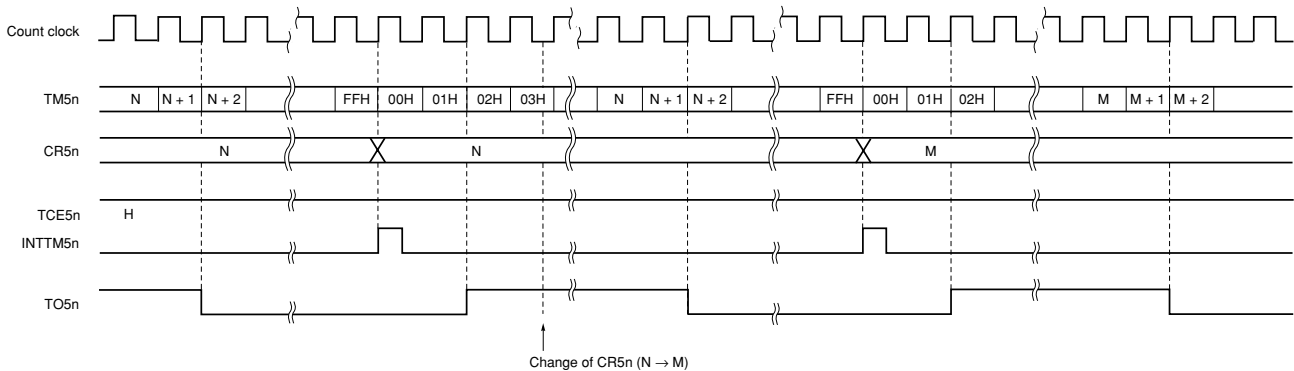 Count clock
TM5n N N + 1 N + 2 FFH 00H 01H 02H 03H N N + 1 N + 2 FFH 00H 01H 02H M M + 1 M + 2
CR5n N N M
TCE5n H
INTTM5n
TO5n
Change of CR5n (N → M)